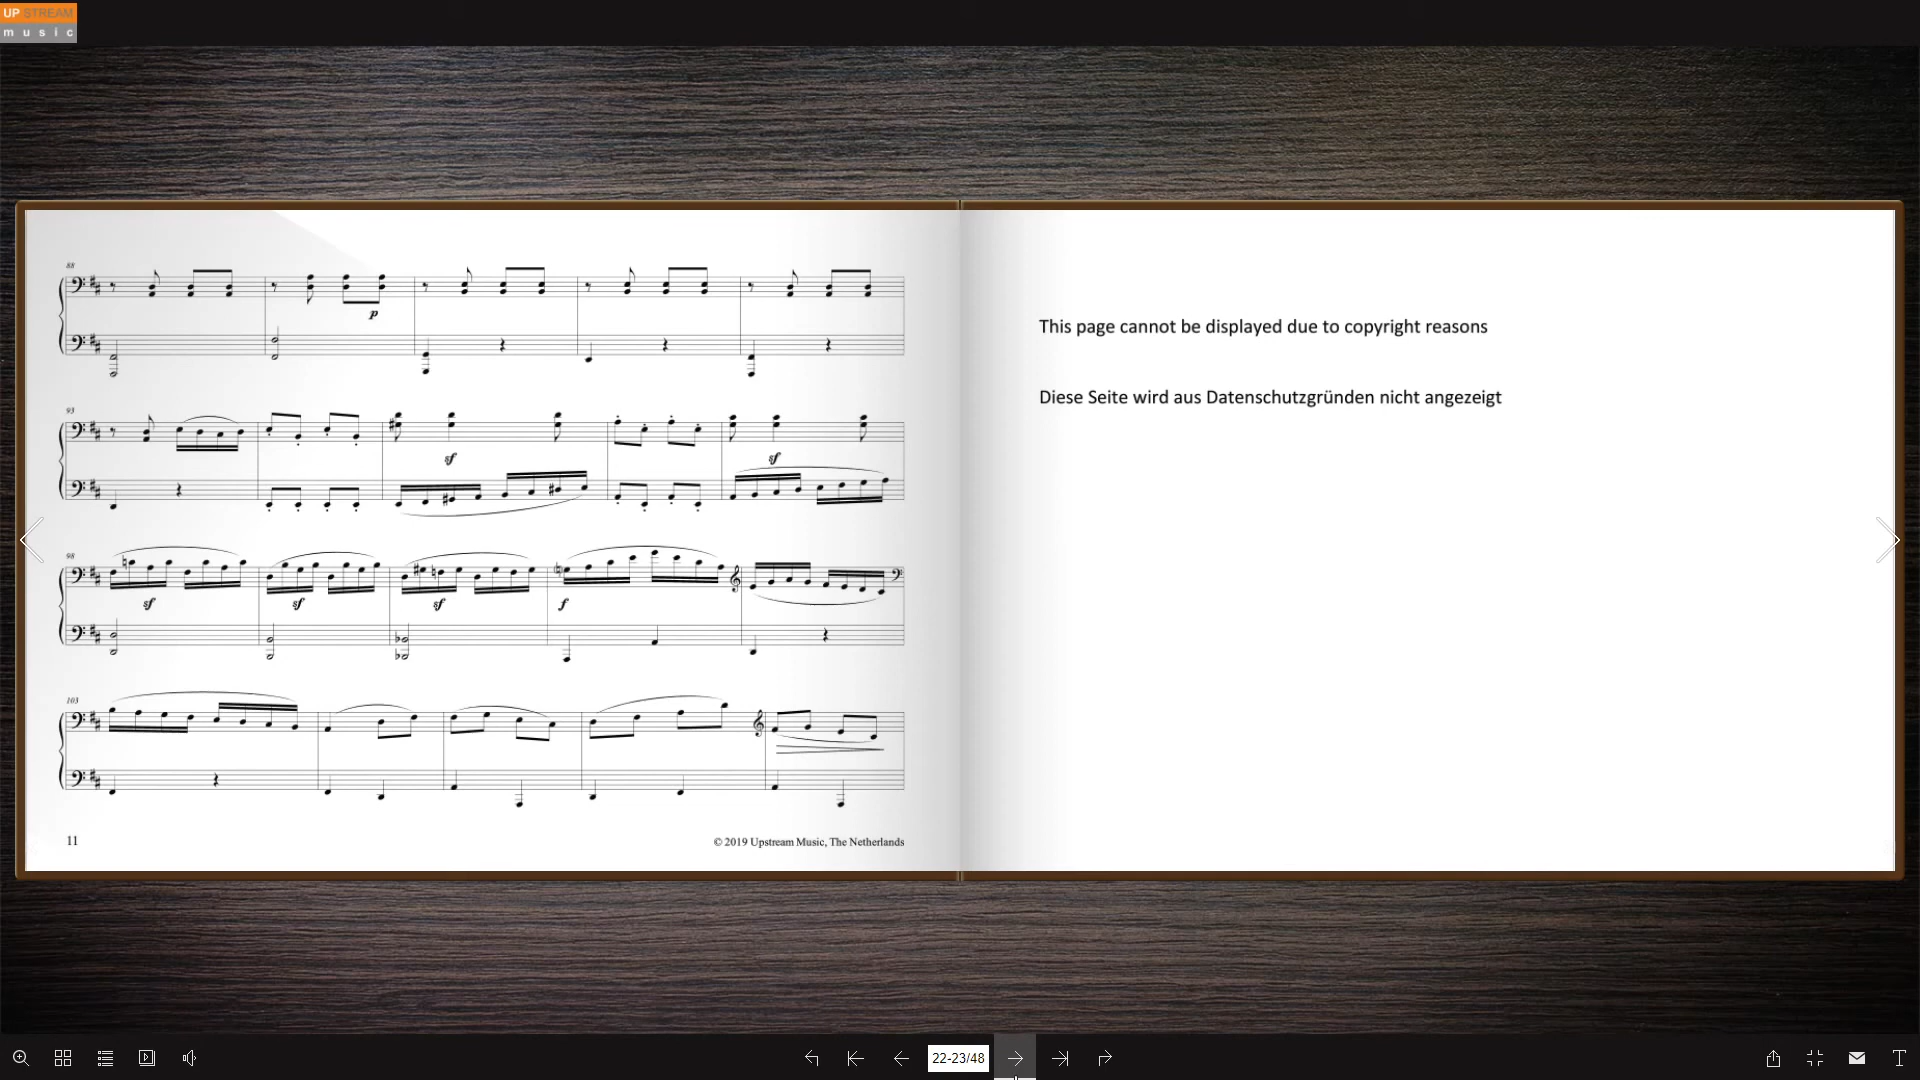 UP STREAM
music
88
p
93
sf
sf
98
sf
sf
sf
f
103
11
© 2019 Upstream Music, The Netherlands
This page cannot be displayed due to copyright reasons
Diese Seite wird aus Datenschutzgründen nicht angezeigt
22-23/48